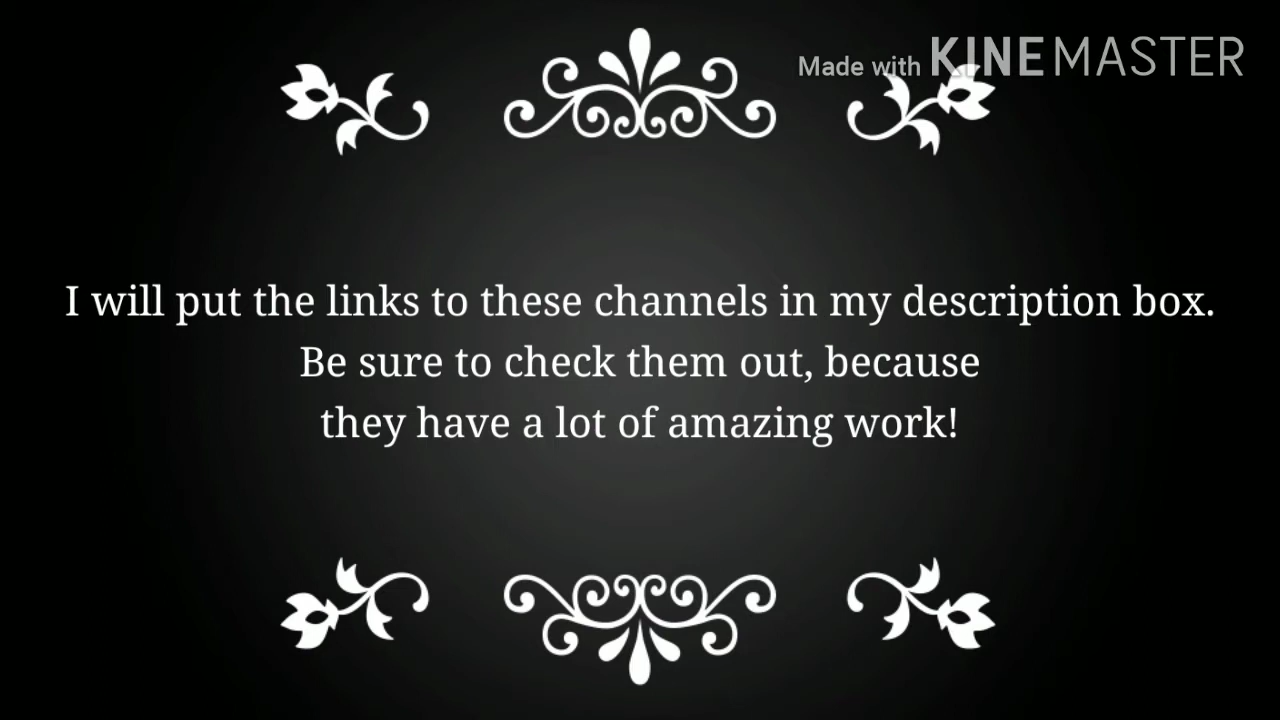 Made with KINEMASTER
I will put the links to these channels in my description box.
Be sure to check them out, because
they have a lot of amazing work!